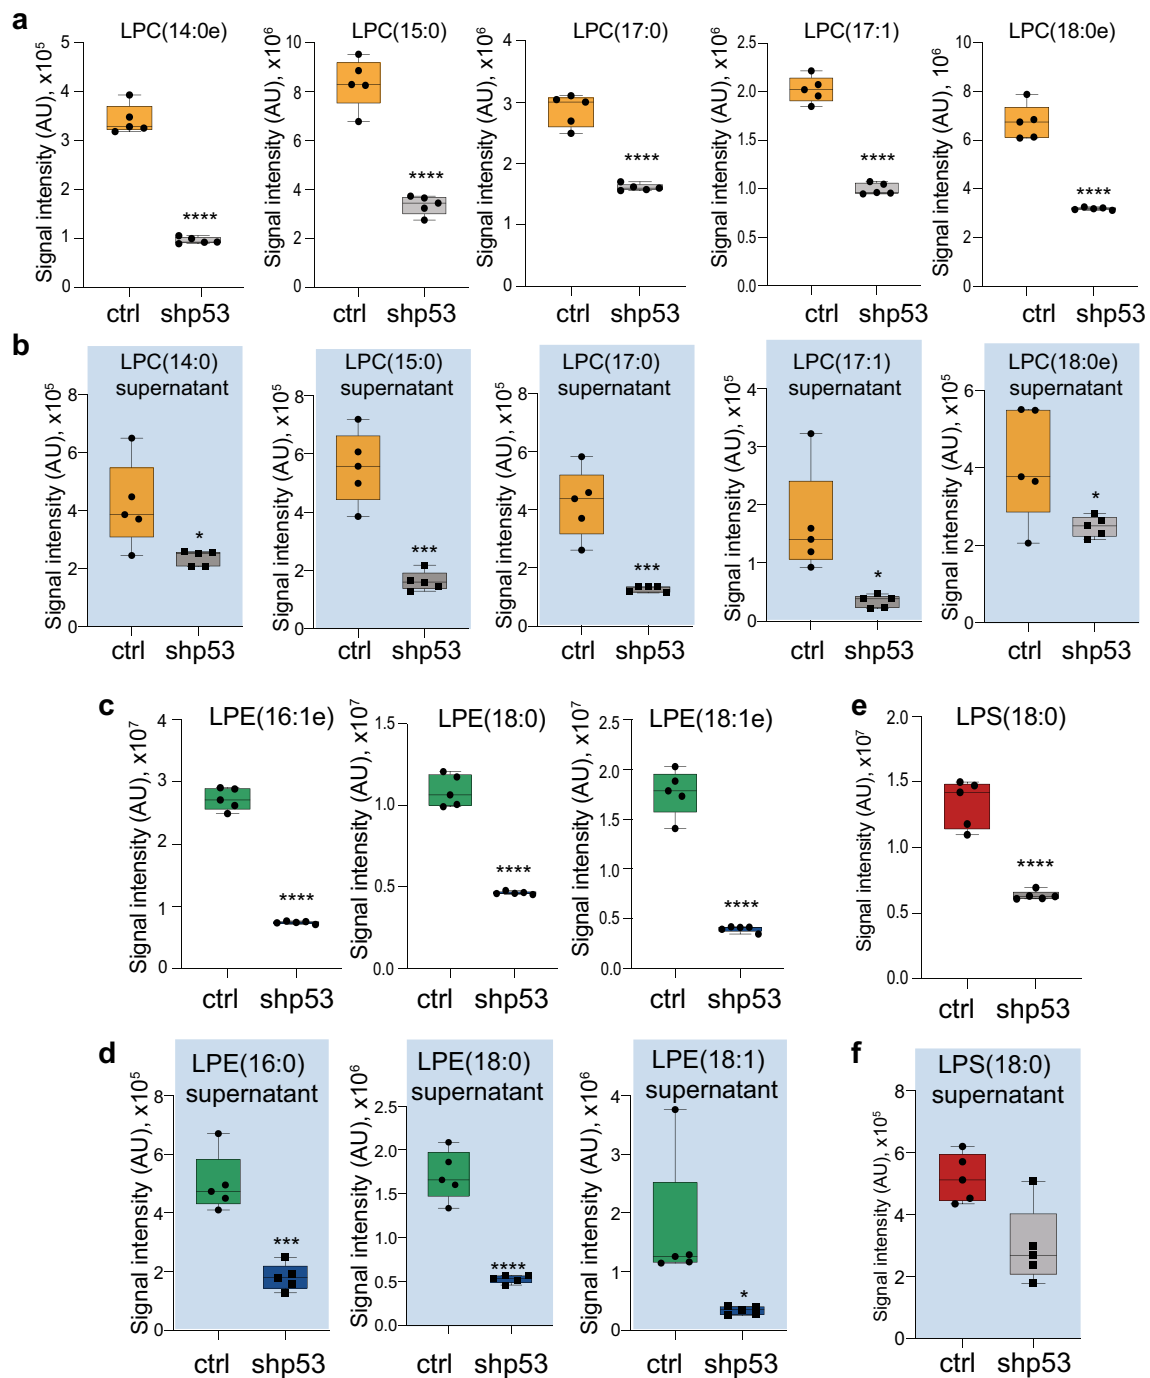 a
LPC(14:0e)
Signal intensity (AU), x10⁵
5
4
3
2
1
0
****
ctrl shp53
LPC(15:0)
Signal intensity (AU), x10⁶
10
8
6
4
2
0
****
ctrl shp53
LPC(17:0)
Signal intensity (AU), x10⁶
4
3
2
1
0
****
ctrl shp53
LPC(17:1)
Signal intensity (AU), x10⁶
2.5
2.0
1.5
1.0
0.5
0.0
****
ctrl shp53
LPC(18:0e)
Signal intensity (AU), 10⁶
10
8
6
4
2
0
****
ctrl shp53
b
LPC(14:0)
supernatant
Signal intensity (AU), x10⁵
8
6
4
2
0
*
ctrl shp53
LPC(15:0)
supernatant
Signal intensity (AU), x10⁵
8
6
4
2
0
***
ctrl shp53
LPC(17:0)
supernatant
Signal intensity (AU), x10⁵
8
6
4
2
0
***
ctrl shp53
LPC(17:1)
supernatant
Signal intensity (AU), x10⁵
4
3
2
1
0
*
ctrl shp53
LPC(18:0e)
supernatant
Signal intensity (AU), x10⁵
6
4
2
0
*
ctrl shp53
c
LPE(16:1e)
Signal intensity (AU), x10⁷
4
3
2
1
0
****
ctrl shp53
LPE(18:0)
Signal intensity (AU), x10⁷
1.5
1.0
0.5
0.0
****
ctrl shp53
LPE(18:1e)
Signal intensity (AU), x10⁷
2.5
2.0
1.5
1.0
0.5
0.0
****
ctrl shp53
e
LPS(18:0)
Signal intensity (AU), x10⁷
2.0
1.5
1.0
0.5
0.0
****
ctrl shp53
d
LPE(16:0)
supernatant
Signal intensity (AU), x10⁵
8
6
4
2
0
***
ctrl shp53
LPE(18:0)
supernatant
Signal intensity (AU), x10⁶
2.5
2.0
1.5
1.0
0.5
0.0
****
ctrl shp53
LPE(18:1)
supernatant
Signal intensity (AU), x10⁶
4
3
2
1
0
*
ctrl shp53
f
LPS(18:0)
supernatant
Signal intensity (AU), x10⁵
8
6
4
2
0
ctrl shp53